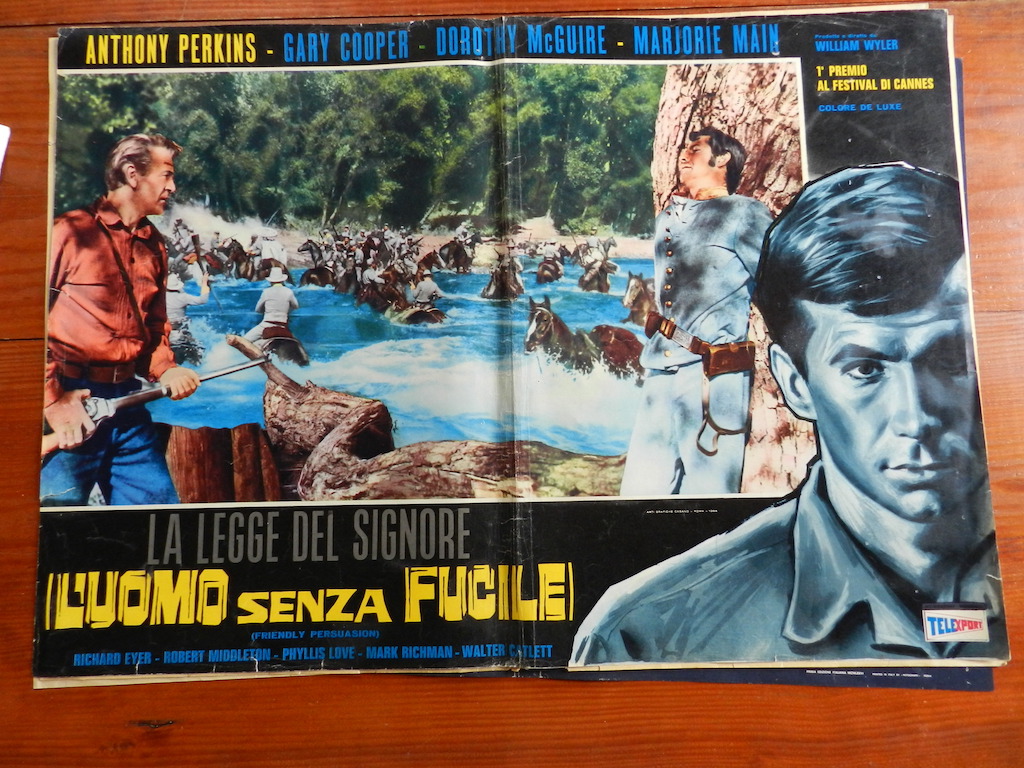 ANTHONY PERKINS - GARY COOPER - DOROTHY McGUIRE - MARJORIE MAIN
Prodotto e diretto da
WILLIAM WYLER
1° PREMIO
AL FESTIVAL DI CANNES
COLORE DE LUXE
LA LEGGE DEL SIGNORE
(L'UOMO SENZA FUCILE)
(FRIENDLY PERSUASION)
RICHARD EYER - ROBERT MIDDLETON - PHYLLIS LOVE - MARK RICHMAN - WALTER CATLETT
TELEXPORT